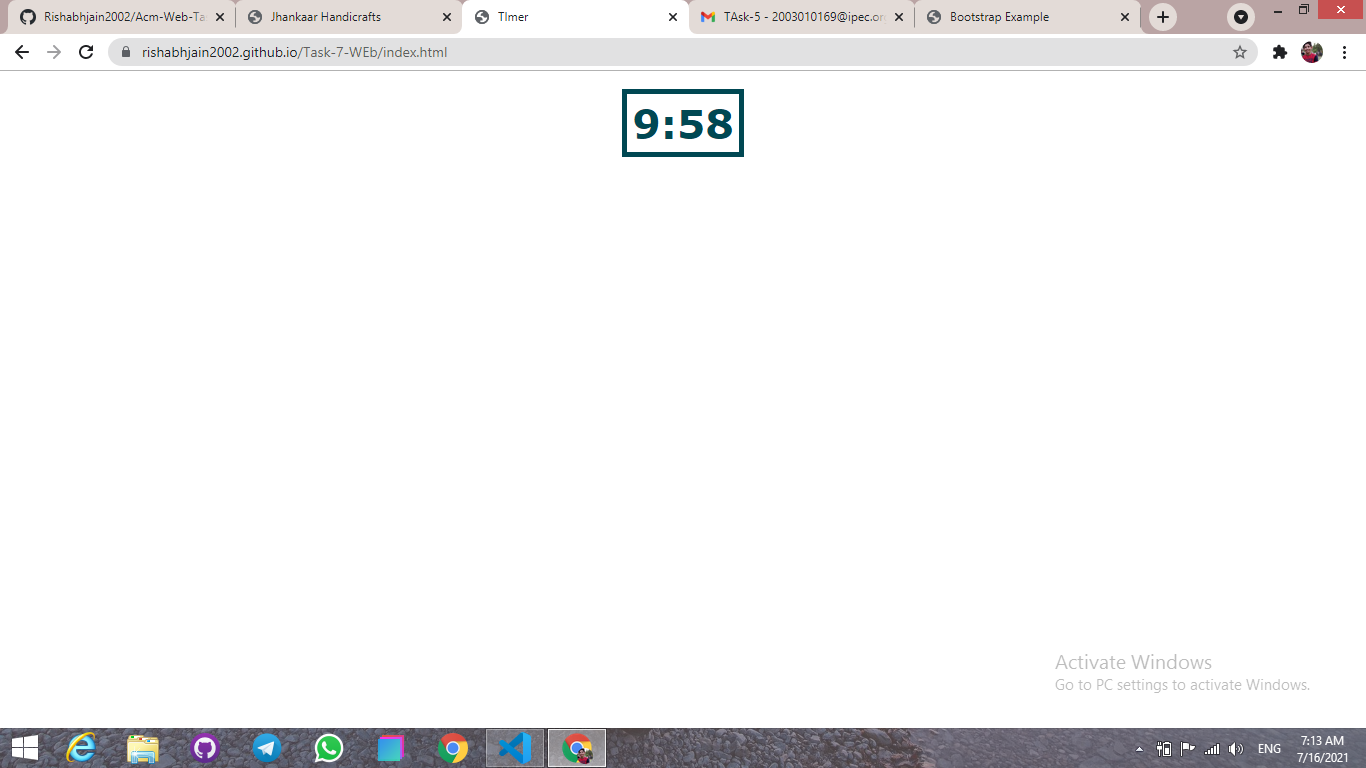 Rishabhjain2002/Acm-Web-Ta
Jhankaar Handicrafts
TImer
TAsk-5 - 2003010169@ipec.or
Bootstrap Example
rishabhjain2002.github.io/Task-7-WEb/index.html
9:58
Activate Windows
Go to PC settings to activate Windows.
ENG
7:13 AM
7/16/2021